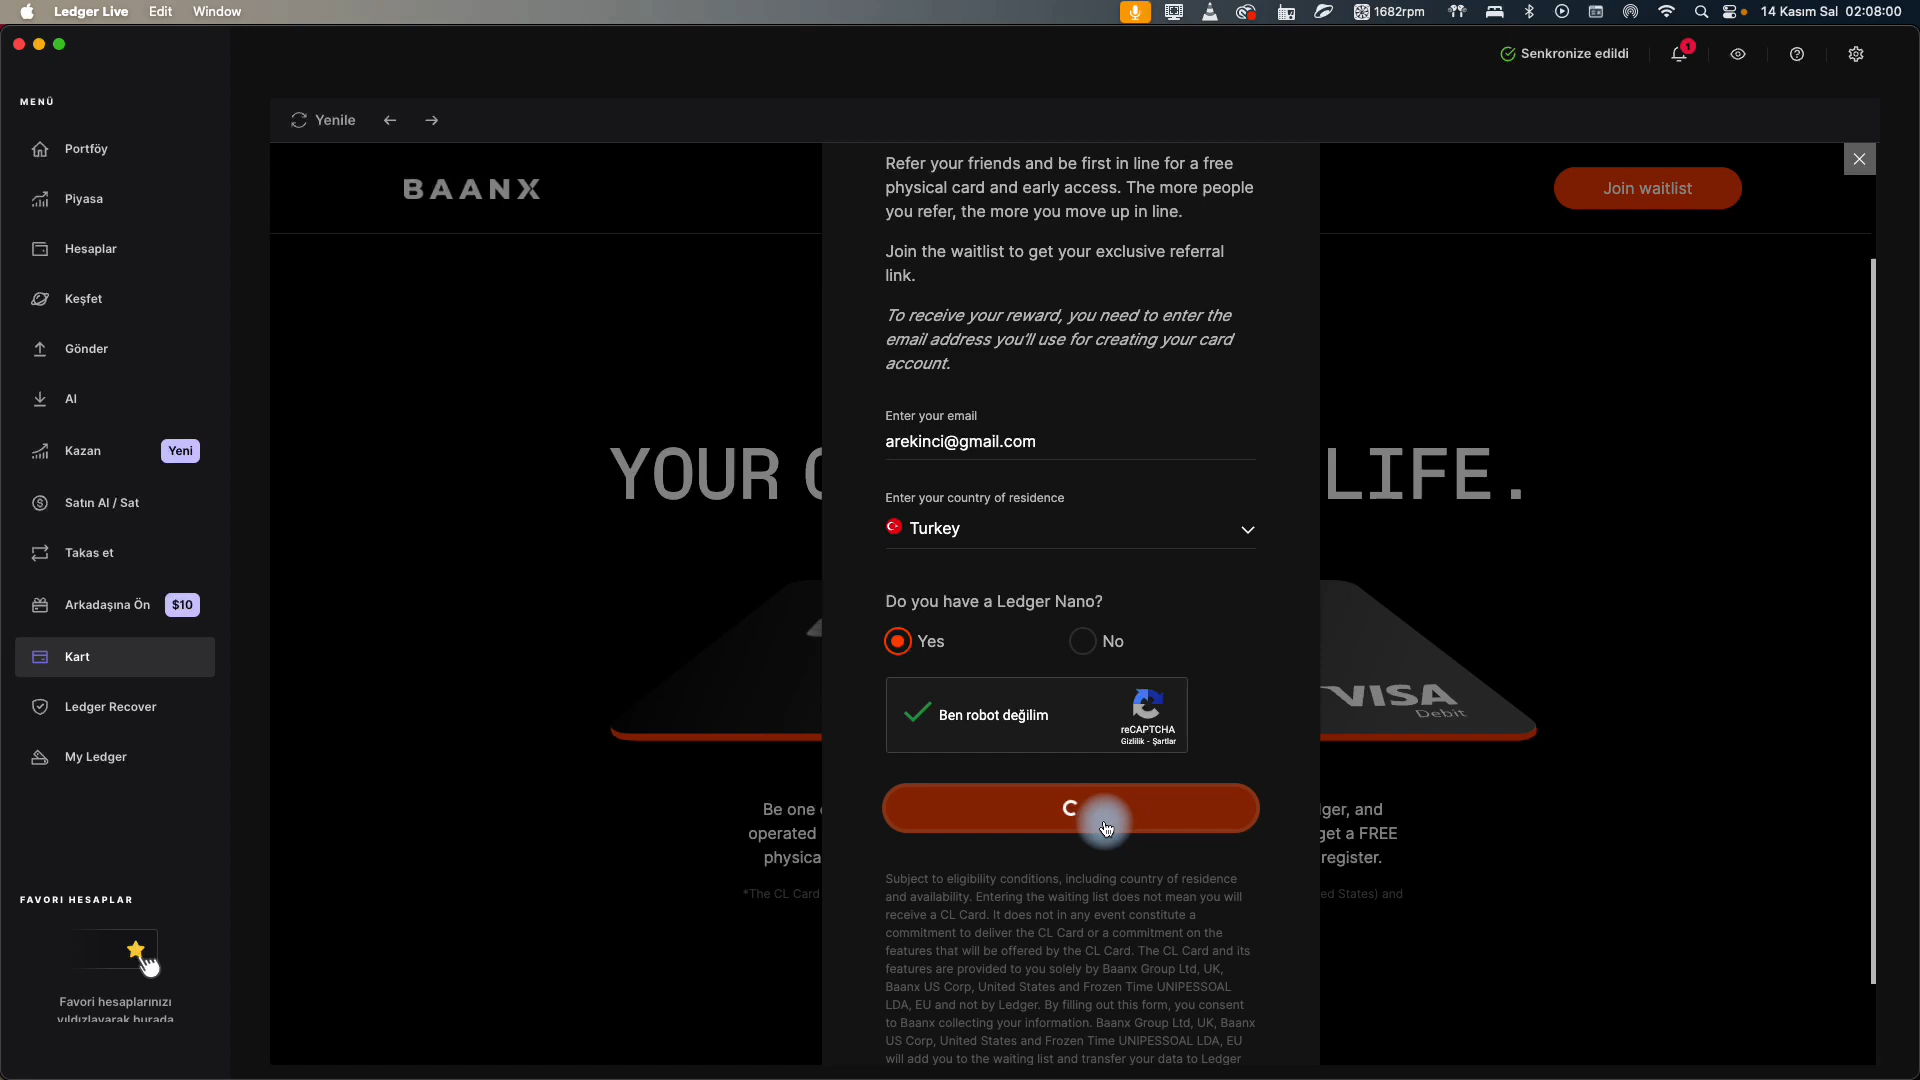 Ledger Live Edit Window
1682rpm
14 Kasım Sal 02:08:00
Senkronize edildi
1
MENÜ
Portföy
Piyasa
Hesaplar
Keşfet
Gönder
Al
Kazan Yeni
Satın Al / Sat
Takas et
Arkadaşına Ön $10
Kart
Ledger Recover
My Ledger
FAVORİ HESAPLAR
Favori hesaplarınızı
yıldızlayarak burada
Yenile
BAANX
Join waitlist
Refer your friends and be first in line for a free
physical card and early access. The more people
you refer, the more you move up in line.
Join the waitlist to get your exclusive referral
link.
To receive your reward, you need to enter the
email address you'll use for creating your card
account.
Enter your email
arekinci@gmail.com
YOUR LIFE.
Enter your country of residence
Turkey
Do you have a Ledger Nano?
Yes No
Ben robot değilim
reCAPTCHA
Gizlilik - Şartlar
VISA
Debit
Be one
operated
physica
*The CL Card
ger, and
get a FREE
register.
ed States) and
Subject to eligibility conditions, including country of residence
and availability. Entering the waiting list does not mean you will
receive a CL Card. It does not in any event constitute a
commitment to deliver the CL Card or a commitment on the
features that will be offered by the CL Card. The CL Card and its
features are provided to you solely by Baanx Group Ltd, UK,
Baanx US Corp, United States and Frozen Time UNIPESSOAL
LDA, EU and not by Ledger. By filling out this form, you consent
to Baanx collecting your information. Baanx Group Ltd, UK, Baanx
US Corp, United States and Frozen Time UNIPESSOAL LDA, EU
will add you to the waiting list and transfer your data to Ledger